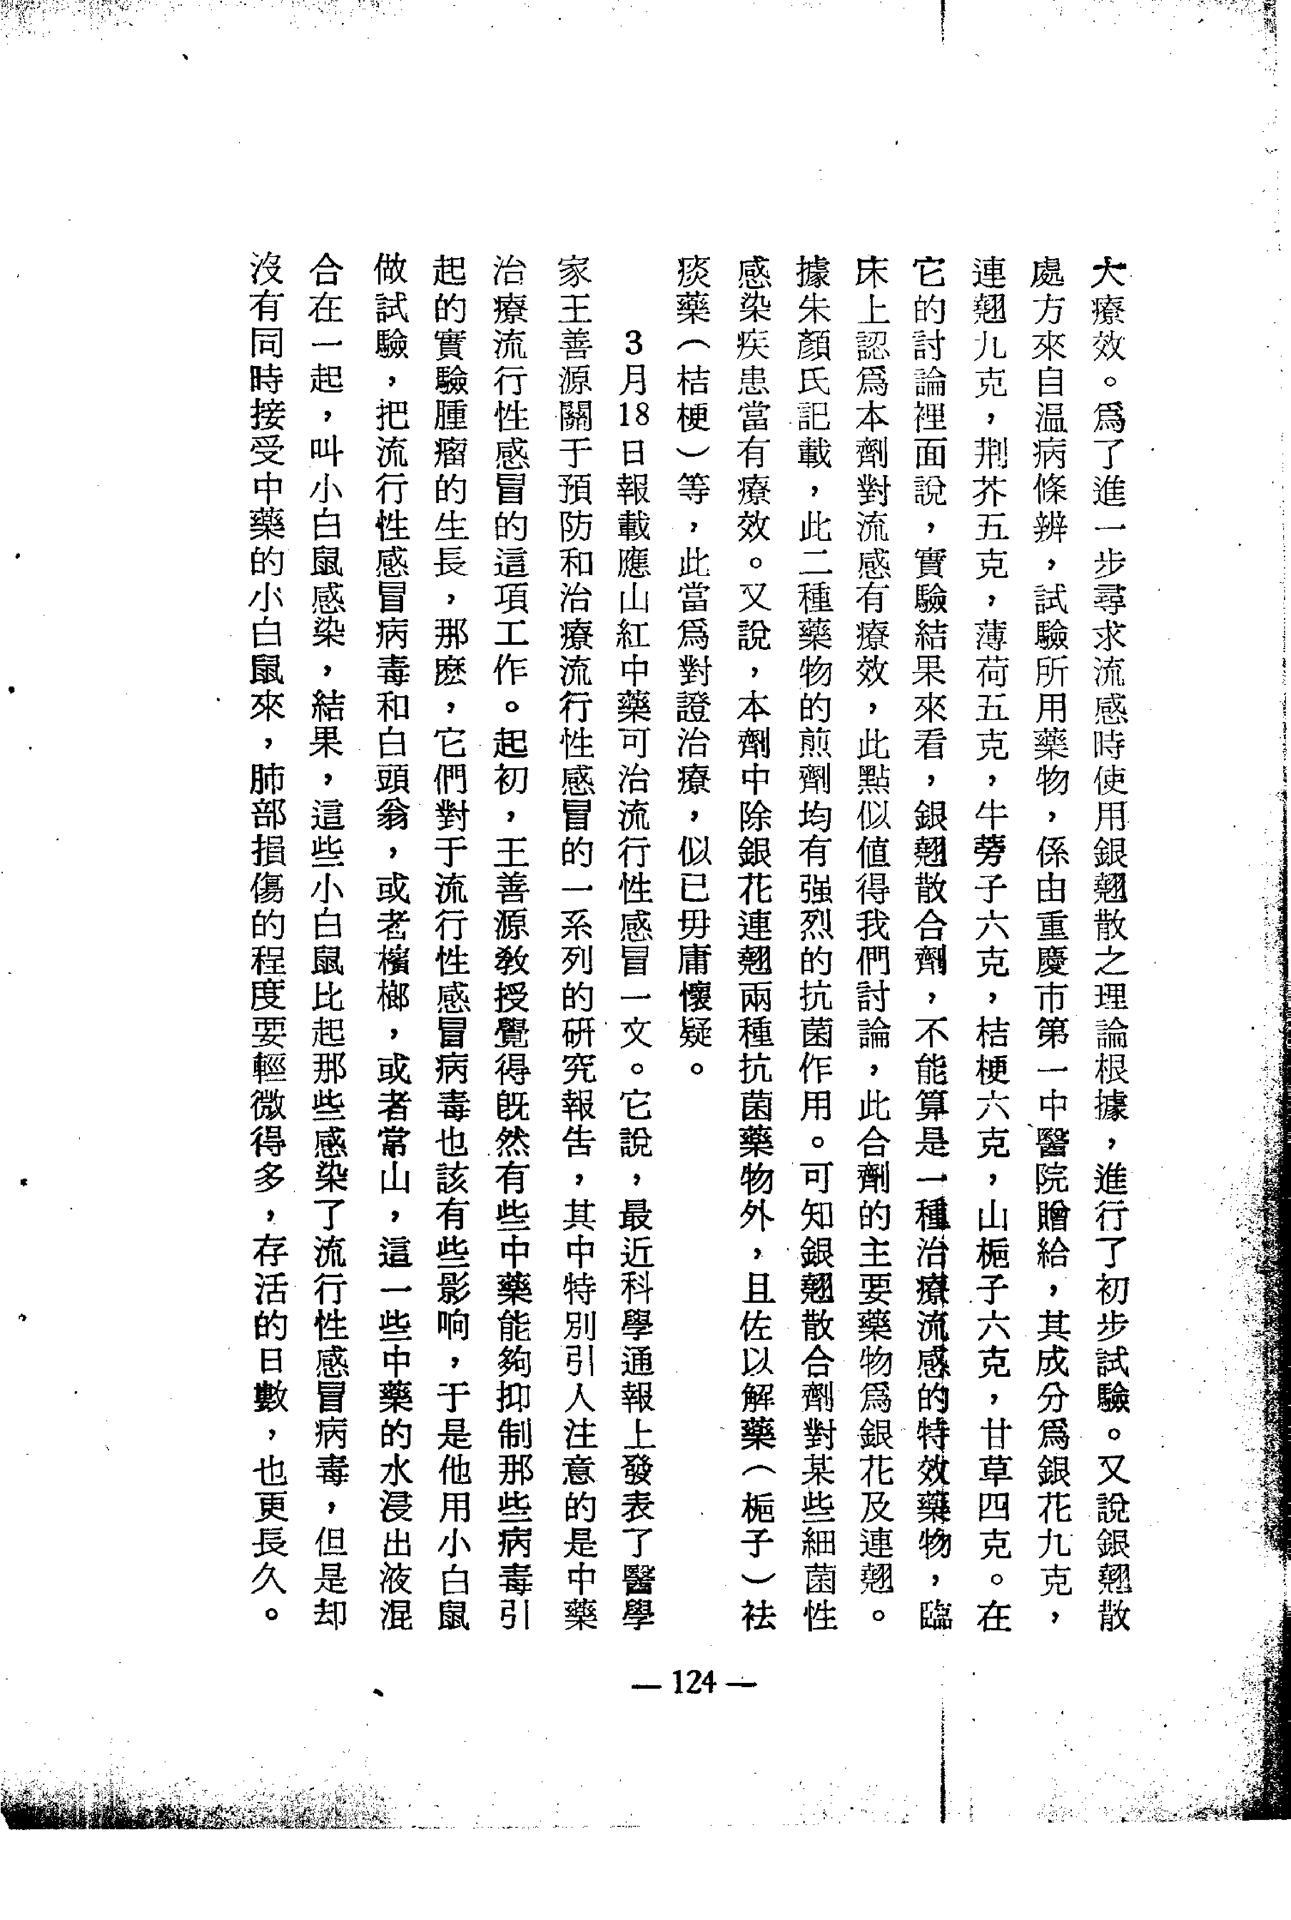 大療效。爲了進一步尋求流感時使用銀翹散之理論根據，進行了初步試驗。又說銀翹散
處方來自温病條辨，試驗所用藥物，係由重慶市第一中醫院贈給，其成分爲銀花九克，
連翹九克，荆芥五克，薄荷五克，牛蒡子六克，桔梗六克，山梔子六克，甘草四克。在
它的討論裡面說，實驗結果來看，銀翹散合劑，不能算是一種治療流感的特效藥物，臨
床上認爲本劑對流感有療效，此點似値得我們討論，此合劑的主要藥物爲銀花及連翹。
據朱顏氏記載，此二種藥物的煎劑均有强烈的抗菌作用。可知銀翹散合劑對某些細菌性
感染疾患當有療效。又說，本劑中除銀花連翹兩種抗菌藥物外，且佐以解藥（梔子）祛
痰藥（桔梗）等，此當爲對證治療，似已毋庸懷疑。
3月18日報載應山紅中藥可治流行性感冒一文。它說，最近科學通報上發表了醫學
家王善源關于預防和治療流行性感冒的一系列的研究報告，其中特別引人注意的是中藥
治療流行性感冒的這項工作。起初，王善源教授覺得旣然有些中藥能夠抑制那些病毒引
起的實驗腫瘤的生長，那麽，它們對于流行性感冒病毒也該有些影响，于是他用小白鼠
做試驗，把流行性感冒病毒和白頭翁，或者檳榔，或者常山，這一些中藥的水浸出液混
合在一起，叫小白鼠感染，結果，這些小白鼠比起那些感染了流行性感冒病毒，但是却
沒有同時接受中藥的小白鼠來，肺部損傷的程度要輕微得多，存活的日數，也更長久。
— 124 —